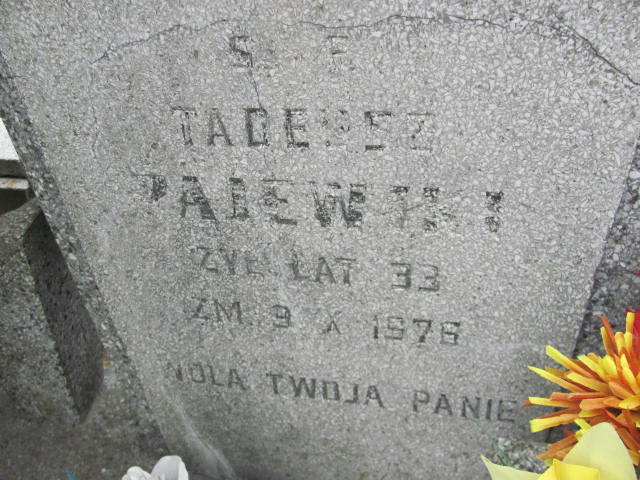 S. P.
TADEUSZ
ŻYŁ LAT 33
ZM. 9 X 1976
WOLA TWOJA PANIE